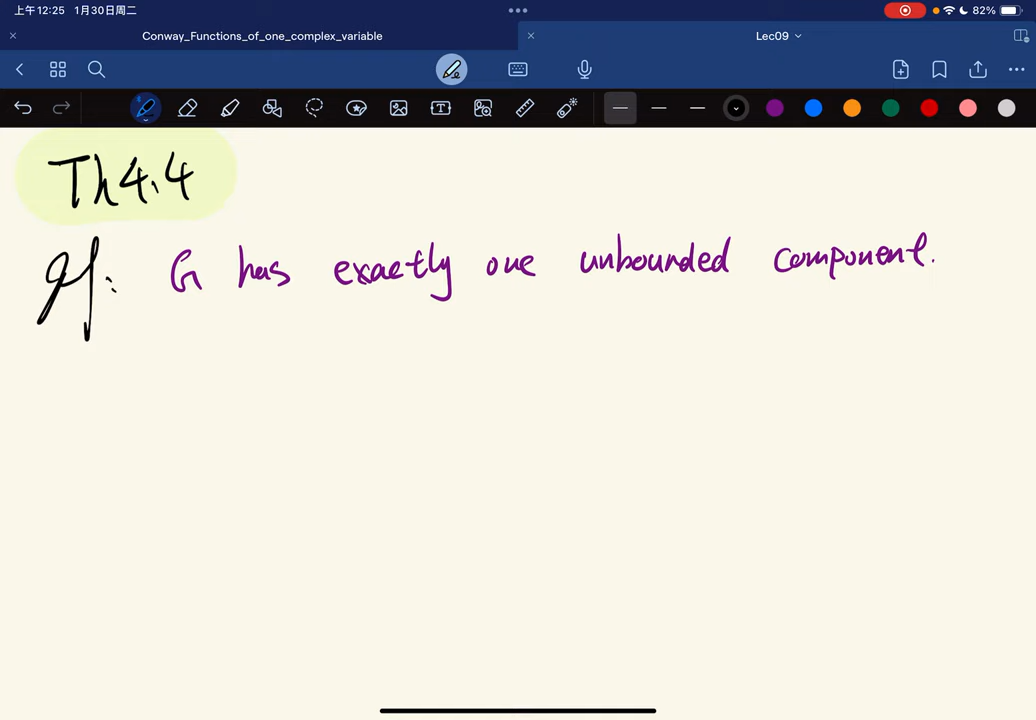 上午12:25 1月30日周二
82%
Conway_Functions_of_one_complex_variable
Lec09
Th4.4
pf: G has exactly one unbounded component.